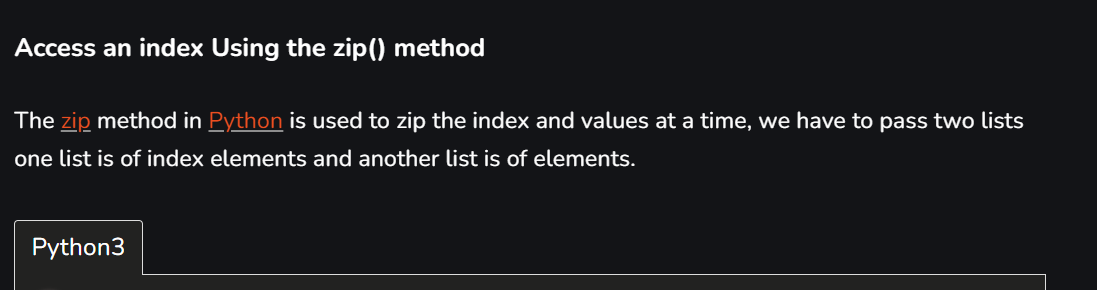 Access an index Using the zip() method
The zip method in Python is used to zip the index and values at a time, we have to pass two lists
one list is of index elements and another list is of elements.
Python3